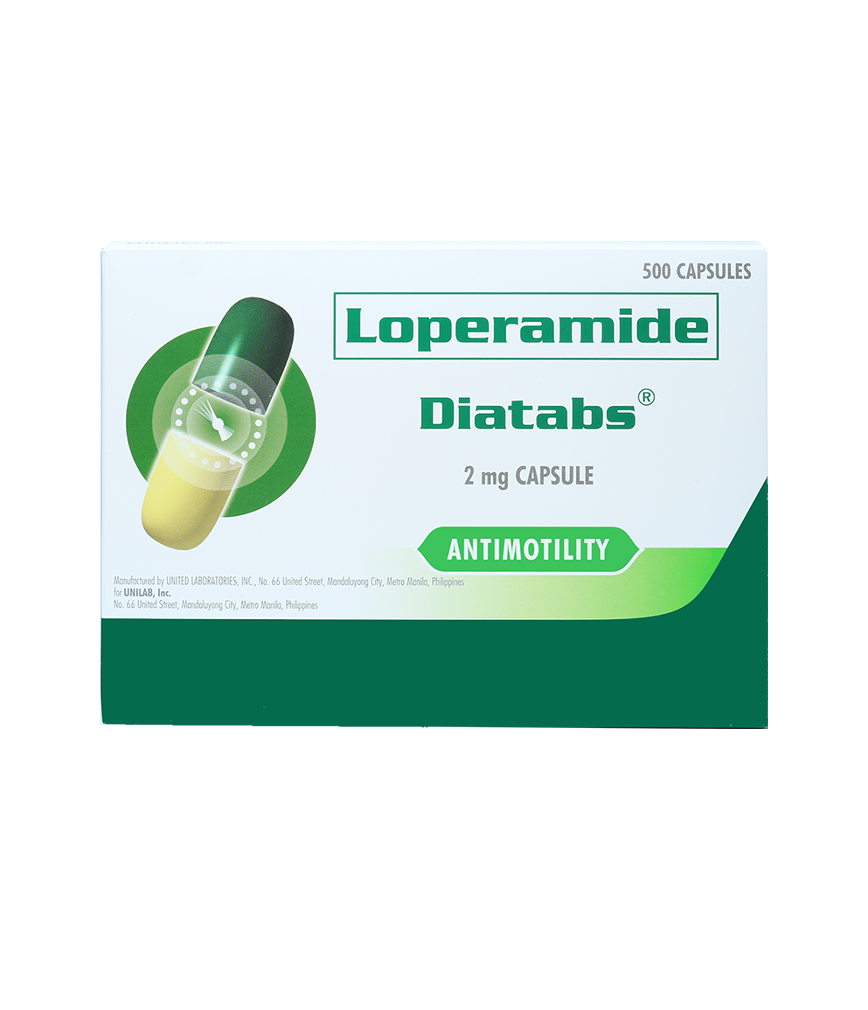 500 CAPSULES
Loperamide
Diatabs®
2 mg CAPSULE
ANTIMOTILITY
Manufactured by UNITED LABORATORIES, INC., No. 66 United Street, Mandaluyong City, Metro Manila, Philippines
for UNILAB, Inc.
No. 66 United Street, Mandaluyong City, Metro Manila, Philippines